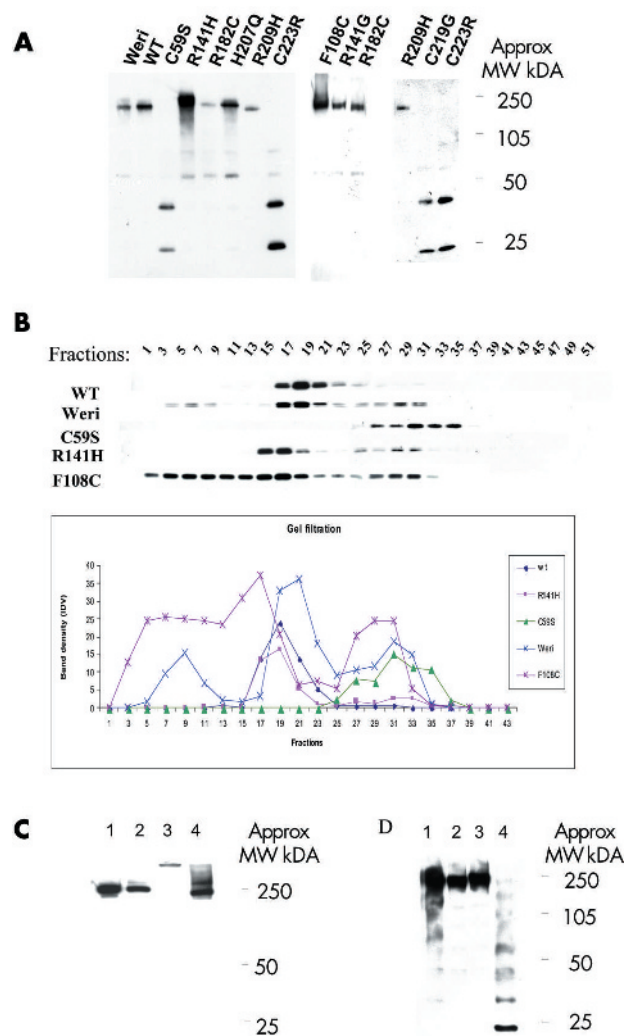 A
Weri WT C59S R141H R182C H207Q R209H C223R
F108C R141G R182C
R209H C219G C223R
Approx
MW kDA
250
105
50
25
B
Fractions: 1 3 5 7 9 11 13 15 17 19 21 23 25 27 29 31 33 35 37 39 41 43 45 47 49 51
WT
Weri
C59S
R141H
F108C
Gel filtration
Band density (IDV)
40
35
30
25
20
15
10
5
0
1 3 5 7 9 11 13 15 17 19 21 23 25 27 29 31 33 35 37 39 41 43
Fractions
wt
R141H
C59S
Weri
F108C
C
1 2 3 4
Approx
MW kDA
250
50
25
D
1 2 3 4
Approx
MW kDA
250
105
50
25